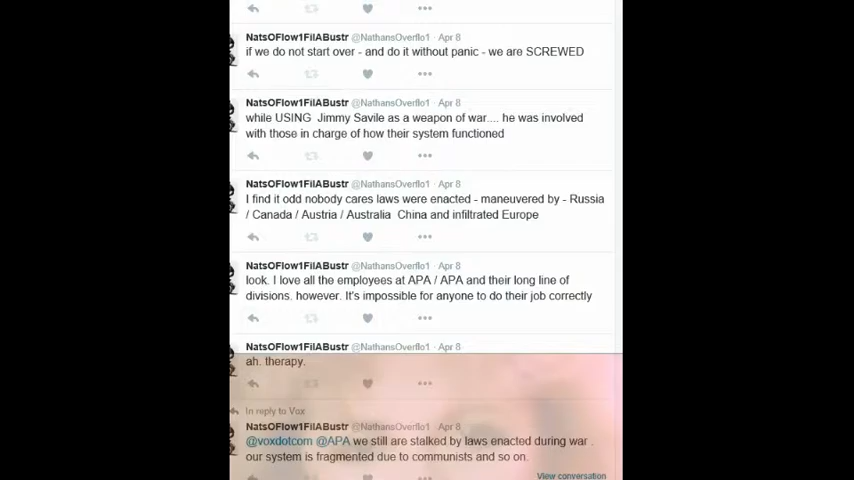 NatsOFlow1FilABustr @NathansOverflo1 · Apr 8
if we do not start over - and do it without panic - we are SCREWED
NatsOFlow1FilABustr @NathansOverflo1 · Apr 8
while USING Jimmy Savile as a weapon of war.... he was involved
with those in charge of how their system functioned
NatsOFlow1FilABustr @NathansOverflo1 · Apr 8
I find it odd nobody cares laws were enacted - maneuvered by - Russia
/ Canada / Austria / Australia China and infiltrated Europe
NatsOFlow1FilABustr @NathansOverflo1 · Apr 8
look. I love all the employees at APA / APA and their long line of
divisions. however. It's impossible for anyone to do their job correctly
NatsOFlow1FilABustr @NathansOverflo1 · Apr 8
ah. therapy.
In reply to Vox
NatsOFlow1FilABustr @NathansOverflo1 · Apr 8
@voxdotcom @APA we still are stalked by laws enacted during war .
our system is fragmented due to communists and so on.
View conversation